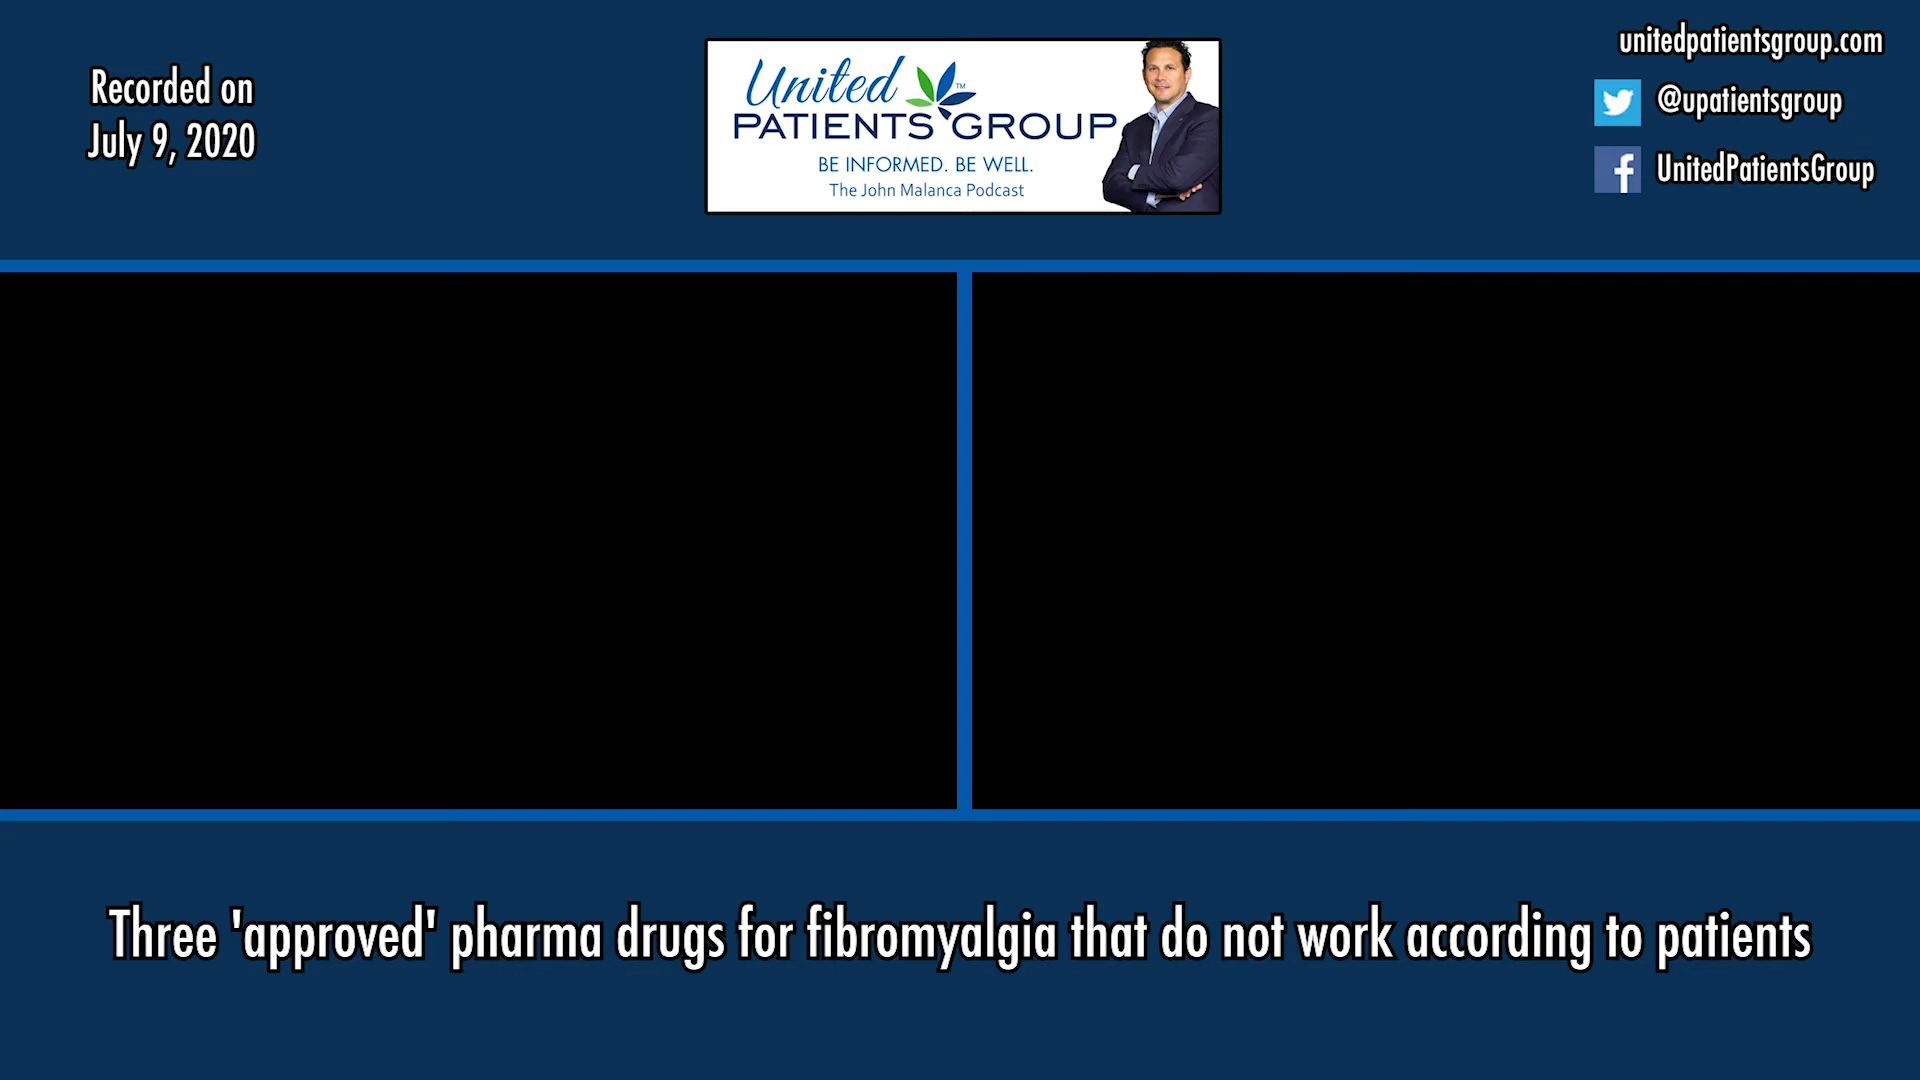 Recorded on
July 9, 2020
United
PATIENTS GROUP
BE INFORMED. BE WELL.
The John Malanca Podcast
unitedpatientsgroup.com
@upatientsgroup
UnitedPatientsGroup
Three 'approved' pharma drugs for fibromyalgia that do not work according to patients